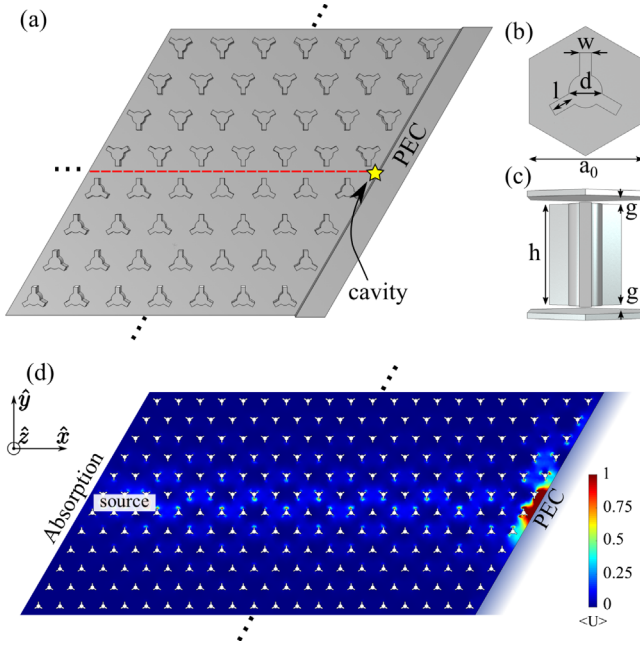 (a)
PEC
cavity
(b)
w
l
d
a₀
(c)
g
h
g
(d)
ŷ
ẑ
x̂
Absorption
source
PEC
1
0.75
0.5
0.25
0
<U>